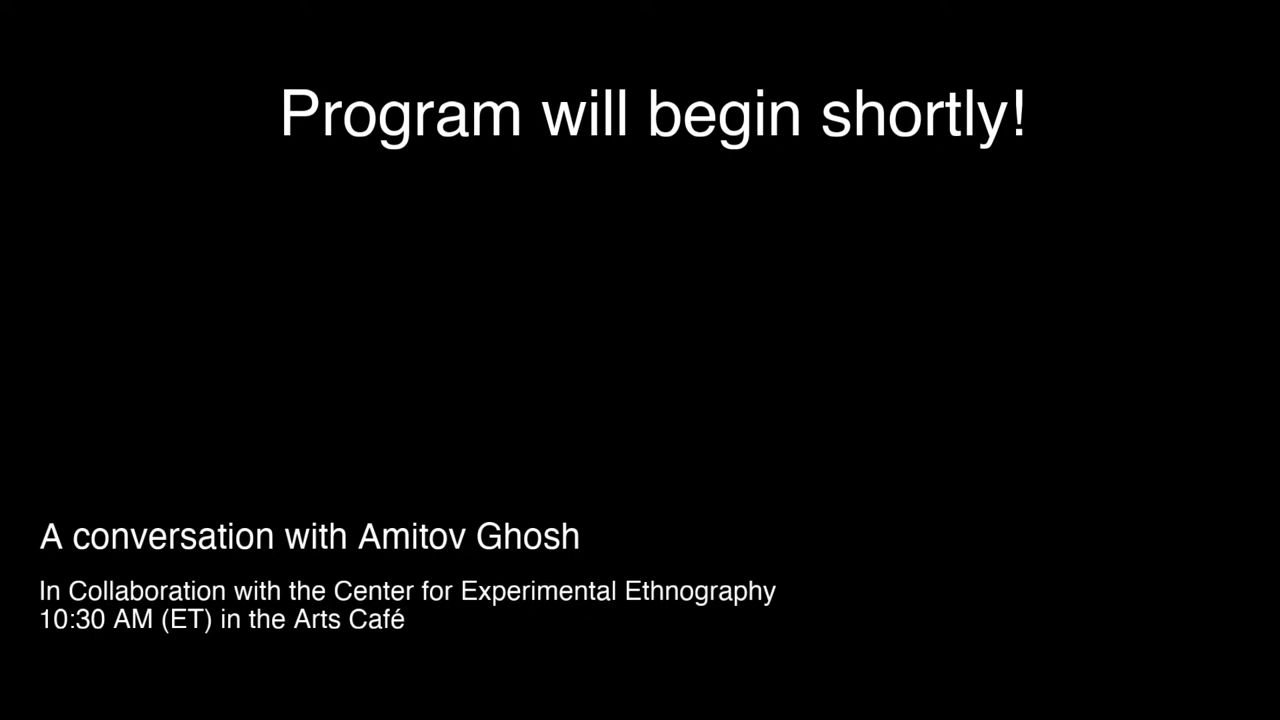 Program will begin shortly!
A conversation with Amitov Ghosh
In Collaboration with the Center for Experimental Ethnography
10:30 AM (ET) in the Arts Café